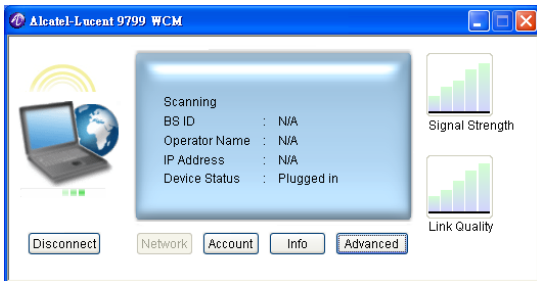 Alcatel-Lucent 9799 WCM
Scanning
BS ID : N/A
Operator Name : N/A
IP Address : N/A
Device Status : Plugged in
Signal Strength
Link Quality
Disconnect Network Account Info Advanced